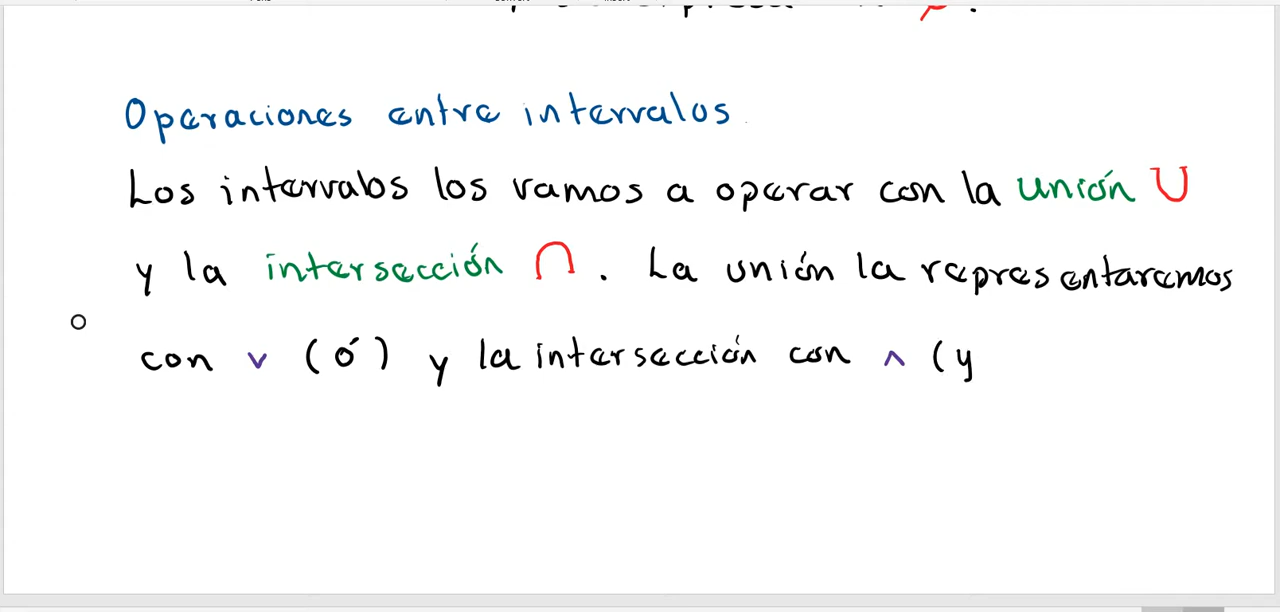 Operaciones entre intervalos
Los intervalos los vamos a operar con la unión ∪
y la intersección ∩. La unión la representaremos
con ∨ (ó) y la intersección con ∧ (y